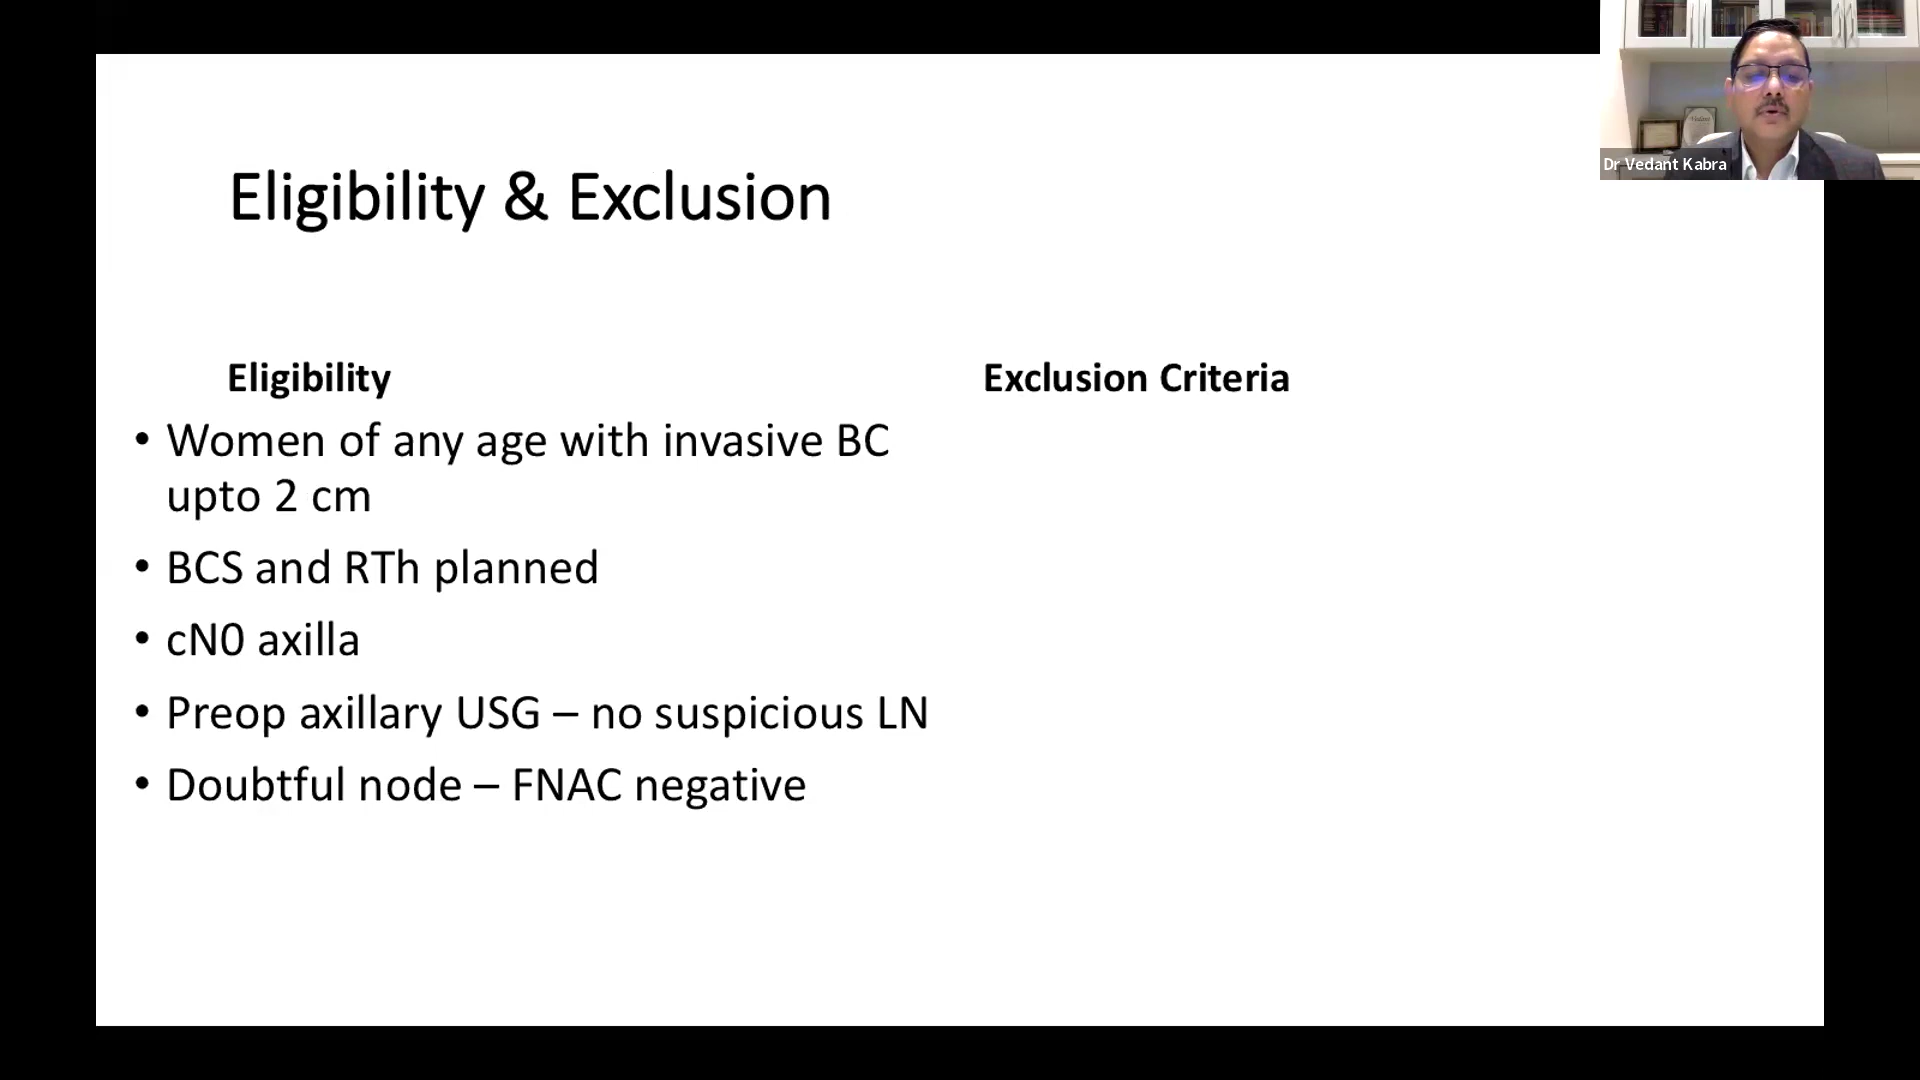 Dr Vedant Kabra
Eligibility & Exclusion
Eligibility
• Women of any age with invasive BC
upto 2 cm
• BCS and RTh planned
• cN0 axilla
• Preop axillary USG – no suspicious LN
• Doubtful node – FNAC negative
Exclusion Criteria